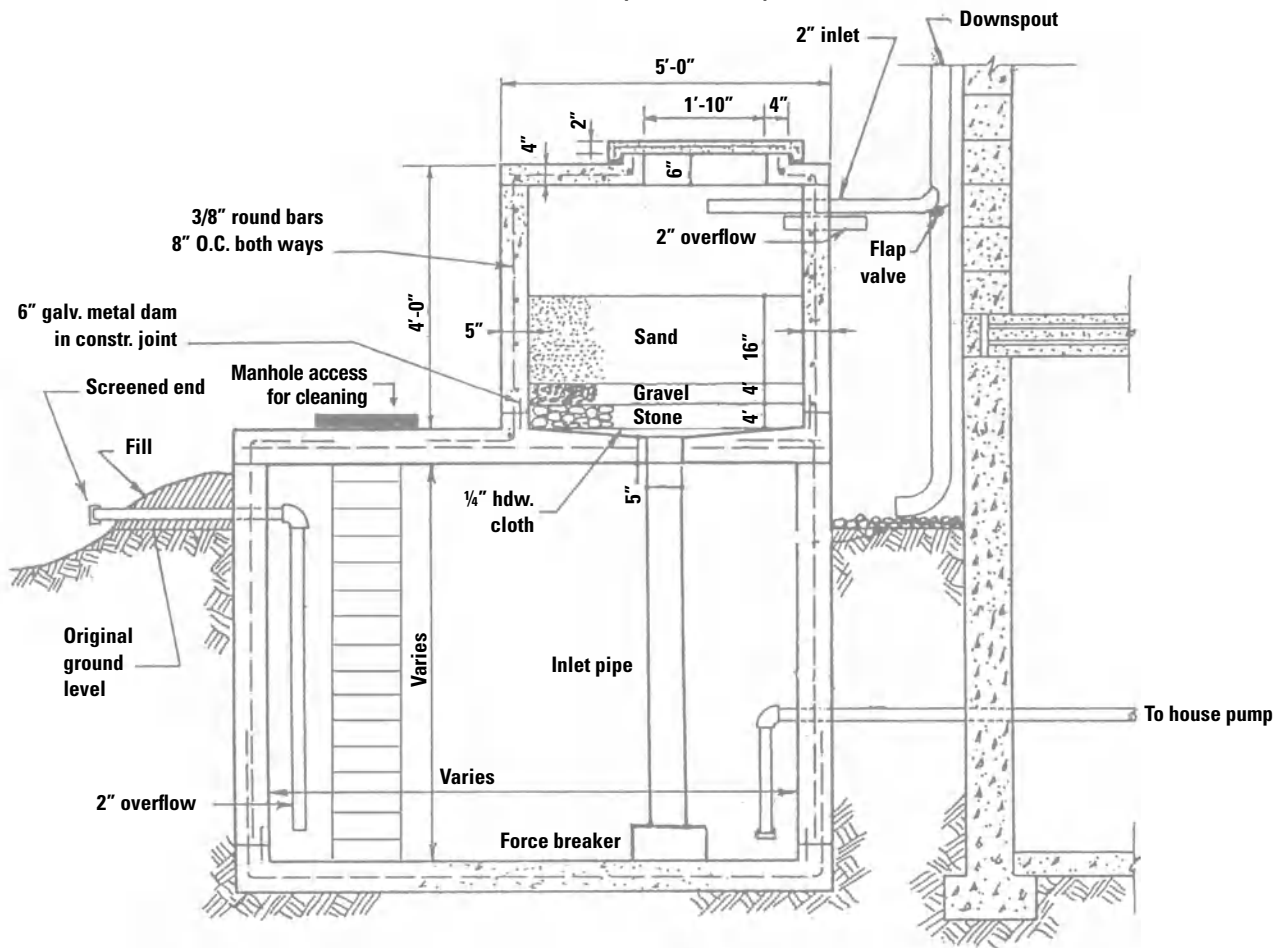 Downspout
2” inlet
5’-0”
1’-10”
4”
2”
4”
6”
3/8” round bars
8” O.C. both ways
2” overflow
Flap
valve
6” galv. metal dam
in constr. joint
4’-0”
5”
Sand
16”
Screened end
Manhole access
for cleaning
Gravel
4’
Stone
4’
Fill
¼” hdw.
cloth
5”
Original
ground
level
Varies
Inlet pipe
To house pump
Varies
2” overflow
Force breaker